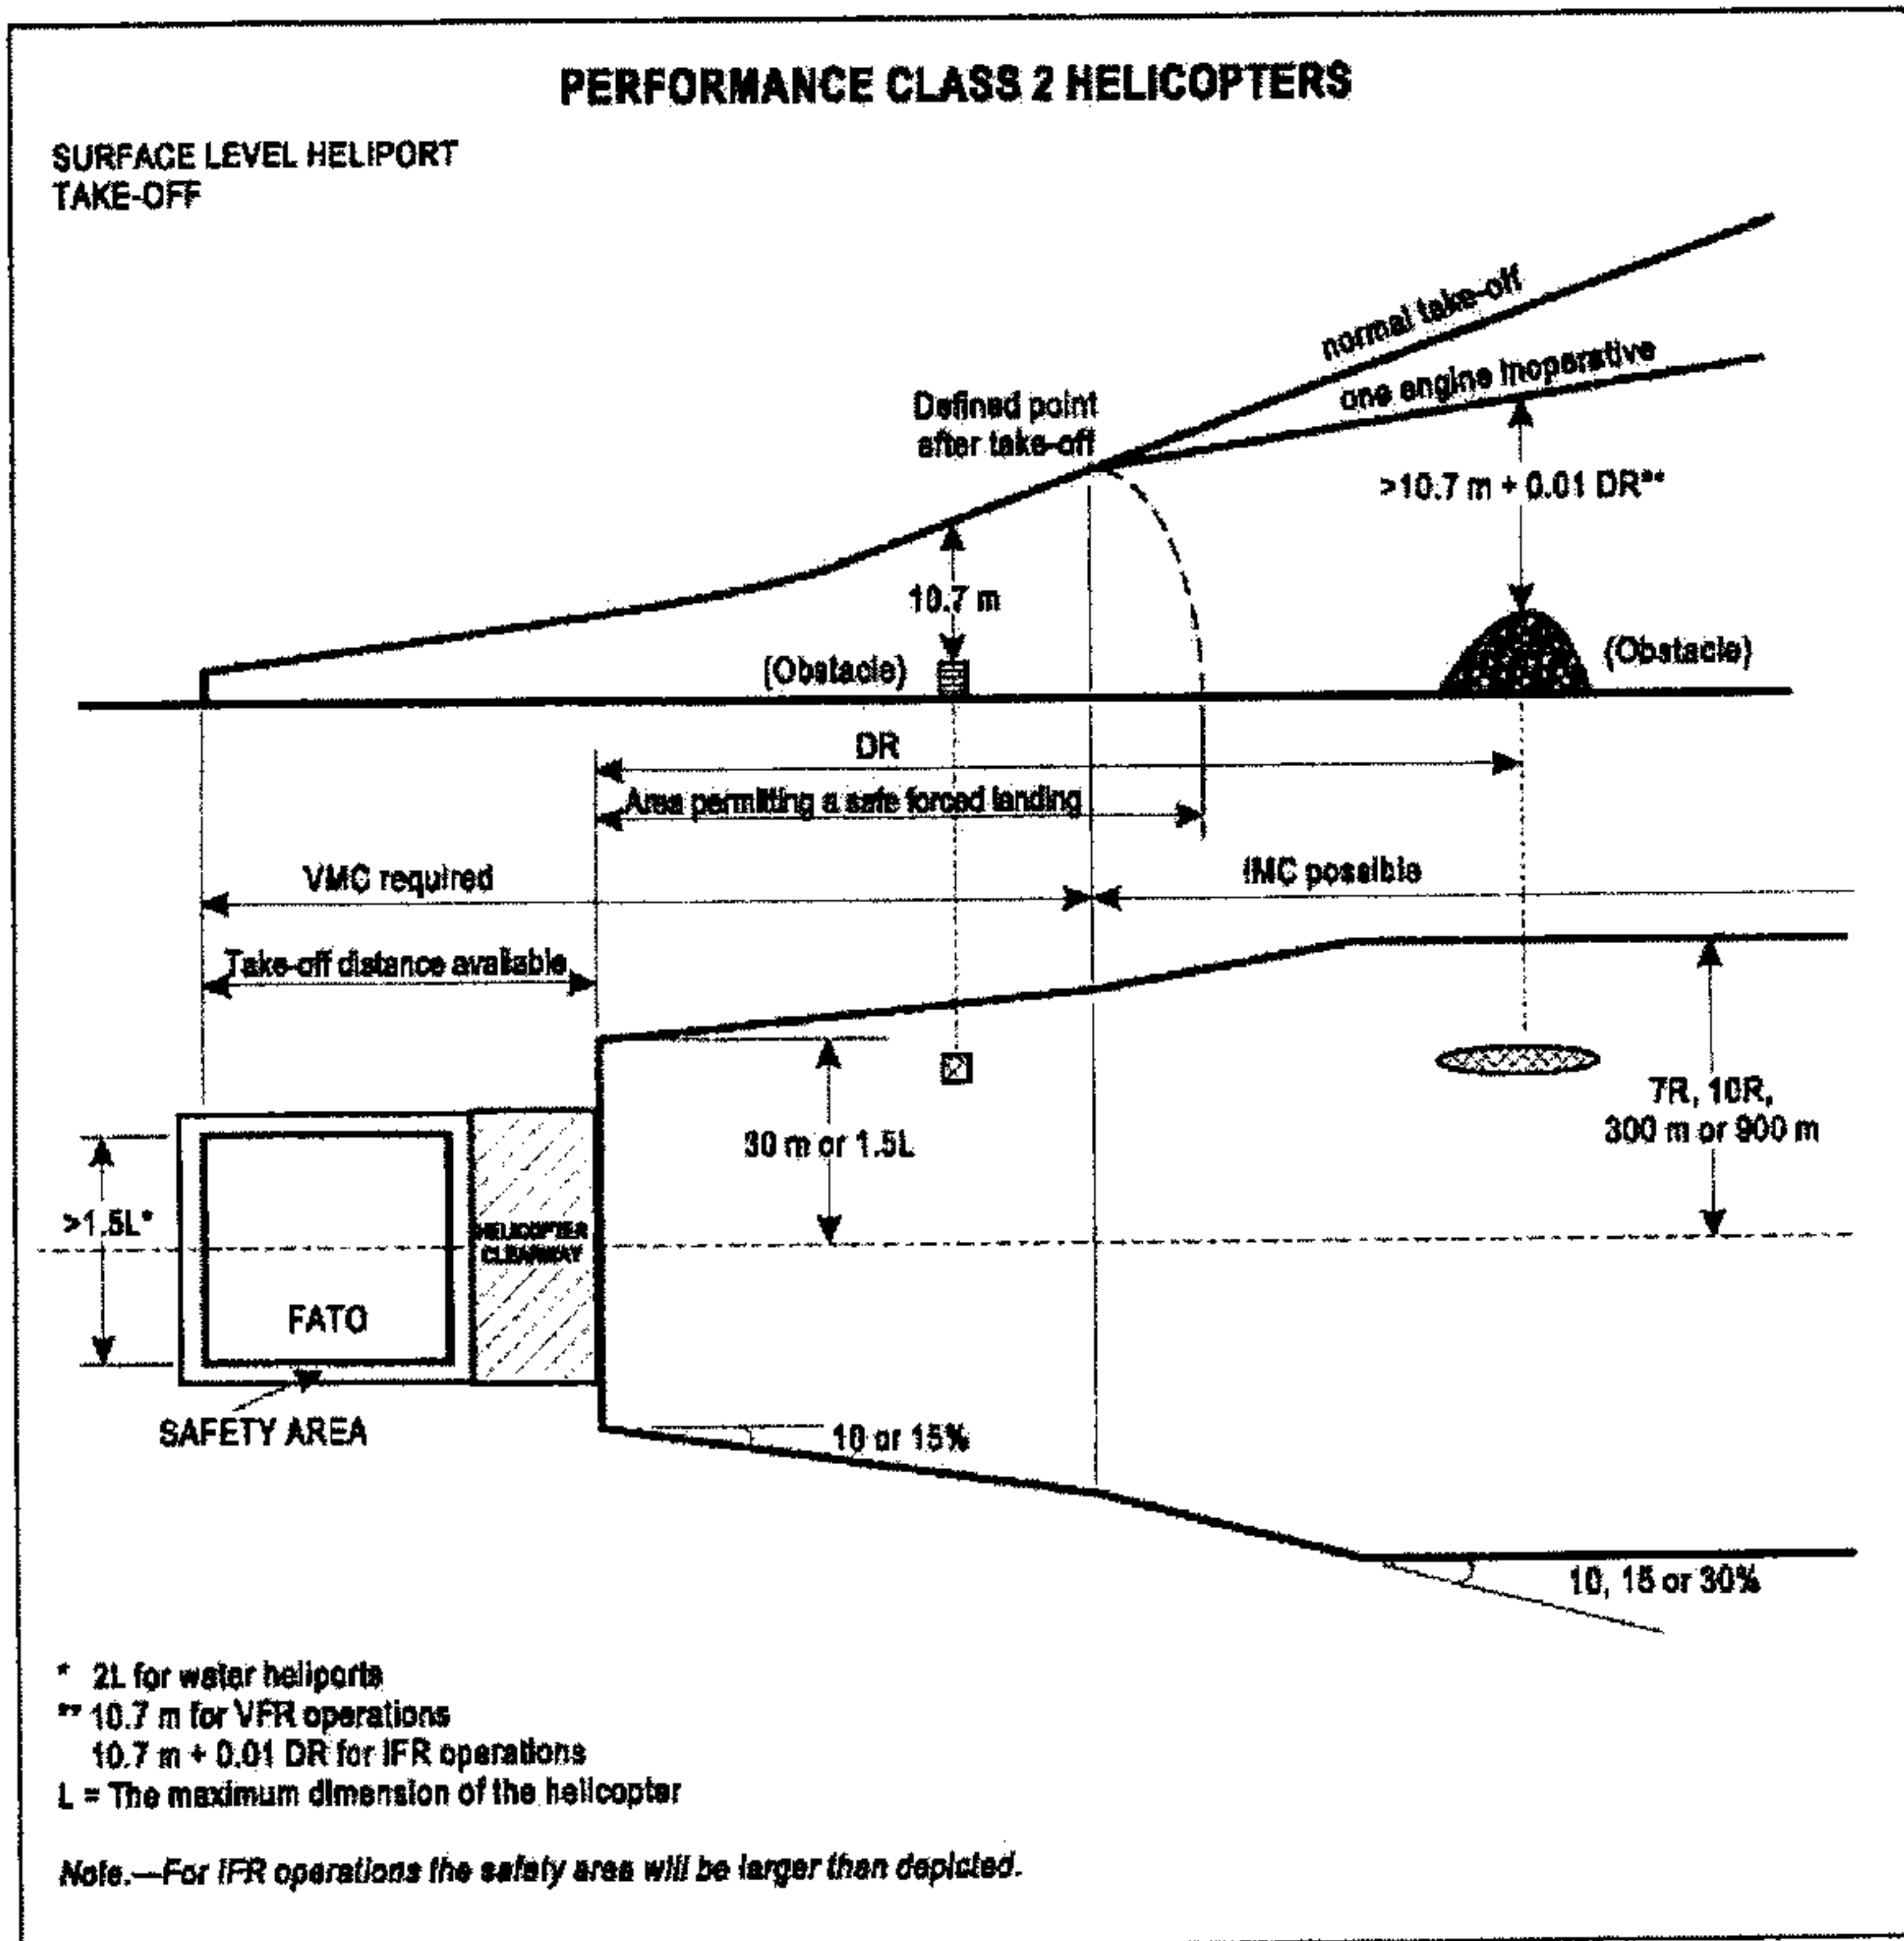 PERFORMANCE CLASS 2 HELICOPTERS
SURFACE LEVEL HELIPORT
TAKE-OFF
normal take-off
one engine inoperative
Defined point
after take-off
>10.7 m + 0.01 DR**
10.7 m
(Obstacle)
(Obstacle)
DR
Area permitting a safe forced landing
VMC required
IMC possible
Take-off distance available
7R, 10R,
300 m or 900 m
30 m or 1.5L
>1.5L*
HELICOPTER
CLEARWAY
FATO
SAFETY AREA
10 or 15%
10, 15 or 30%
* 2L for water heliports
** 10.7 m for VFR operations
10.7 m + 0.01 DR for IFR operations
L = The maximum dimension of the helicopter
Note.—For IFR operations the safety area will be larger than depicted.